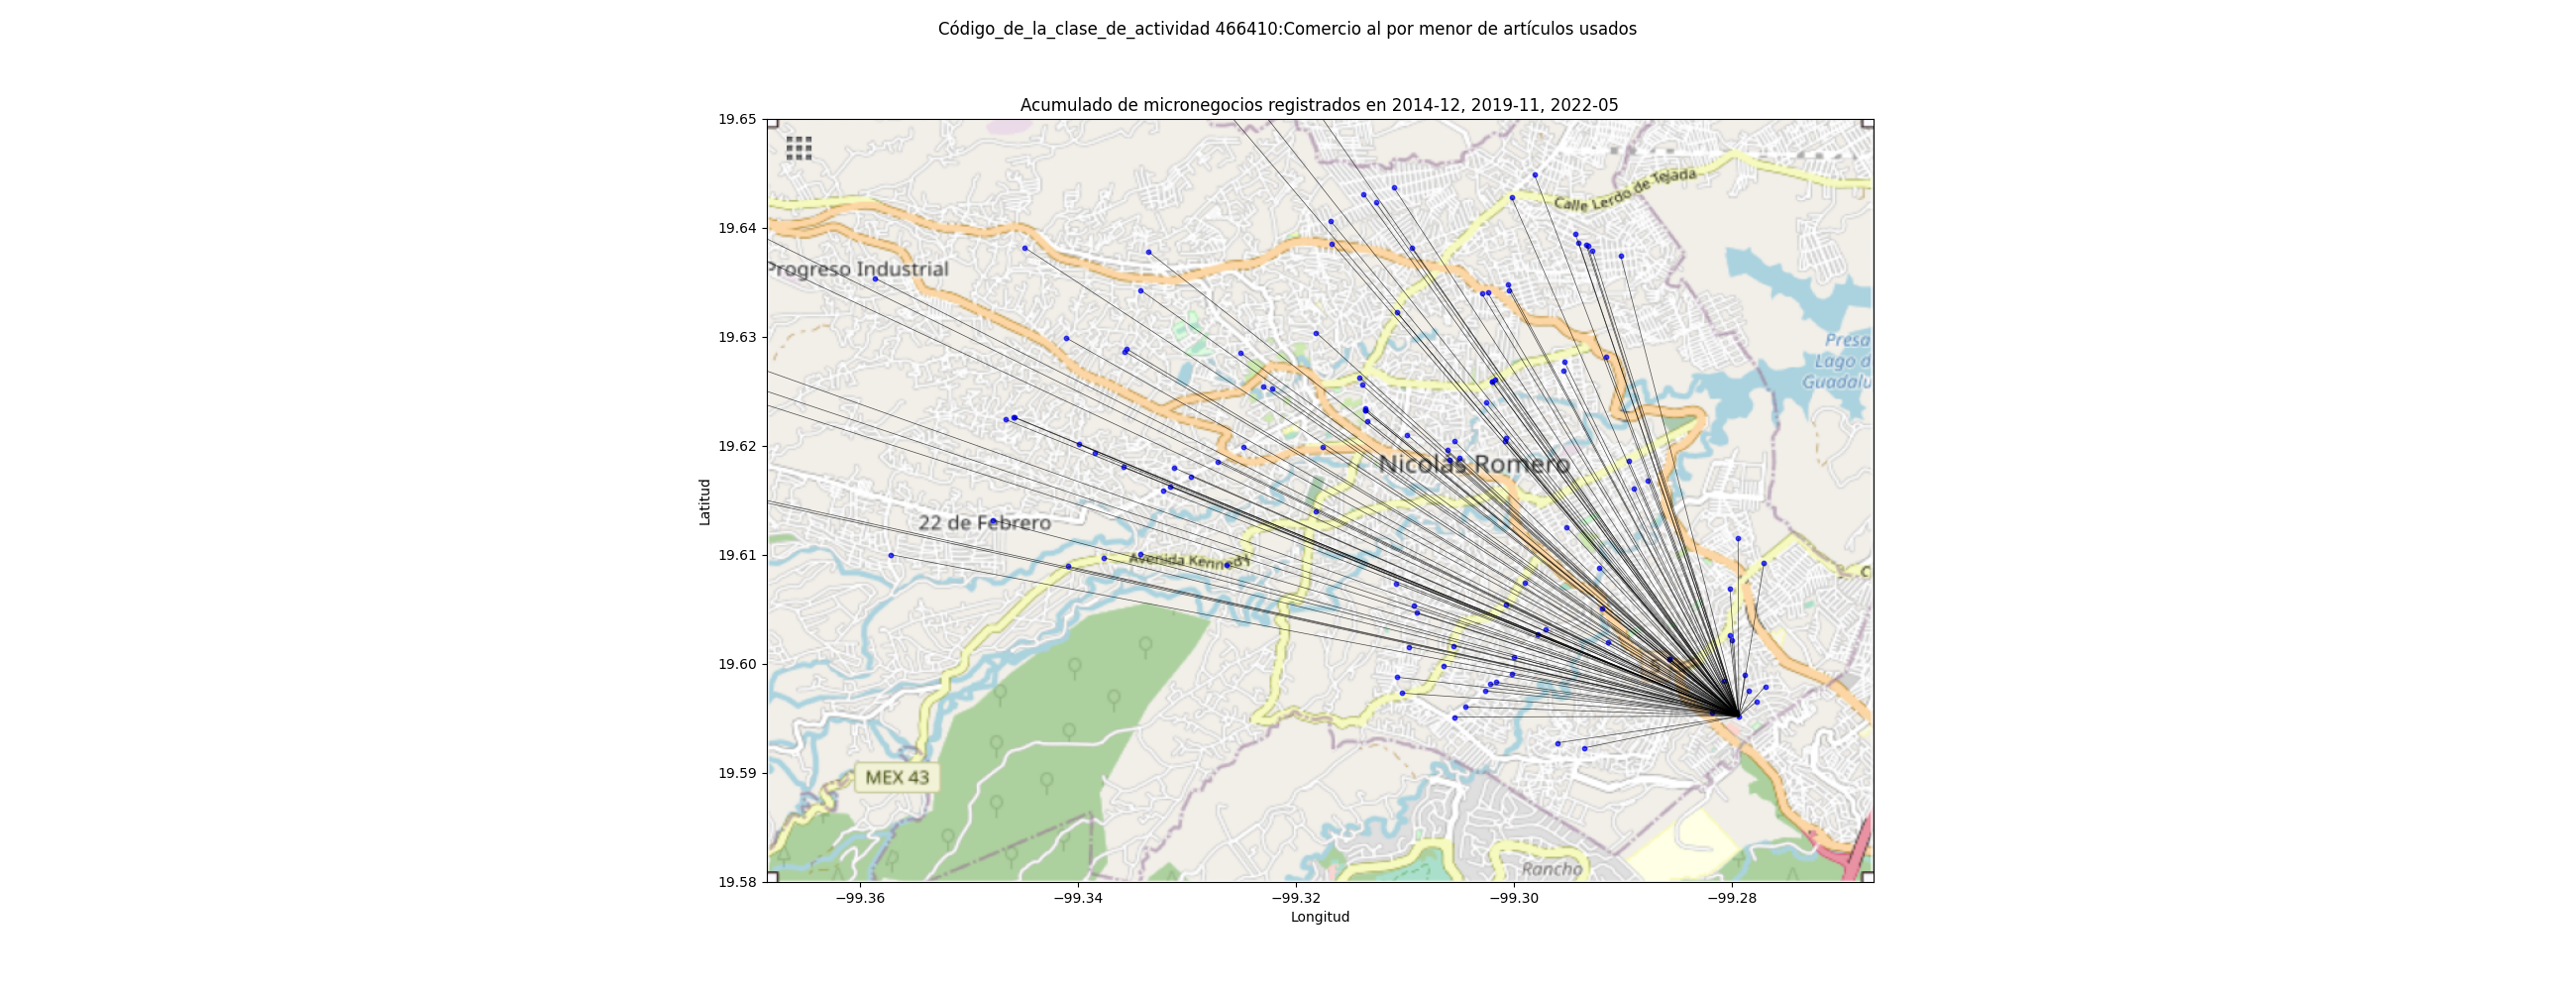 Código_de_la_clase_de_actividad 466410:Comercio al por menor de artículos usados
Acumulado de micronegocios registrados en 2014-12, 2019-11, 2022-05
19.65
19.64
19.63
19.62
19.61
19.60
19.59
19.58
Latitud
Calle Lerdo de Tejada
Progreso Industrial
Presa
Lago d
Guadalu
Nicolás Romero
22 de Febrero
Avenida Kennedy
C
MEX 43
Rancho
−99.36
−99.34
−99.32
−99.30
−99.28
Longitud